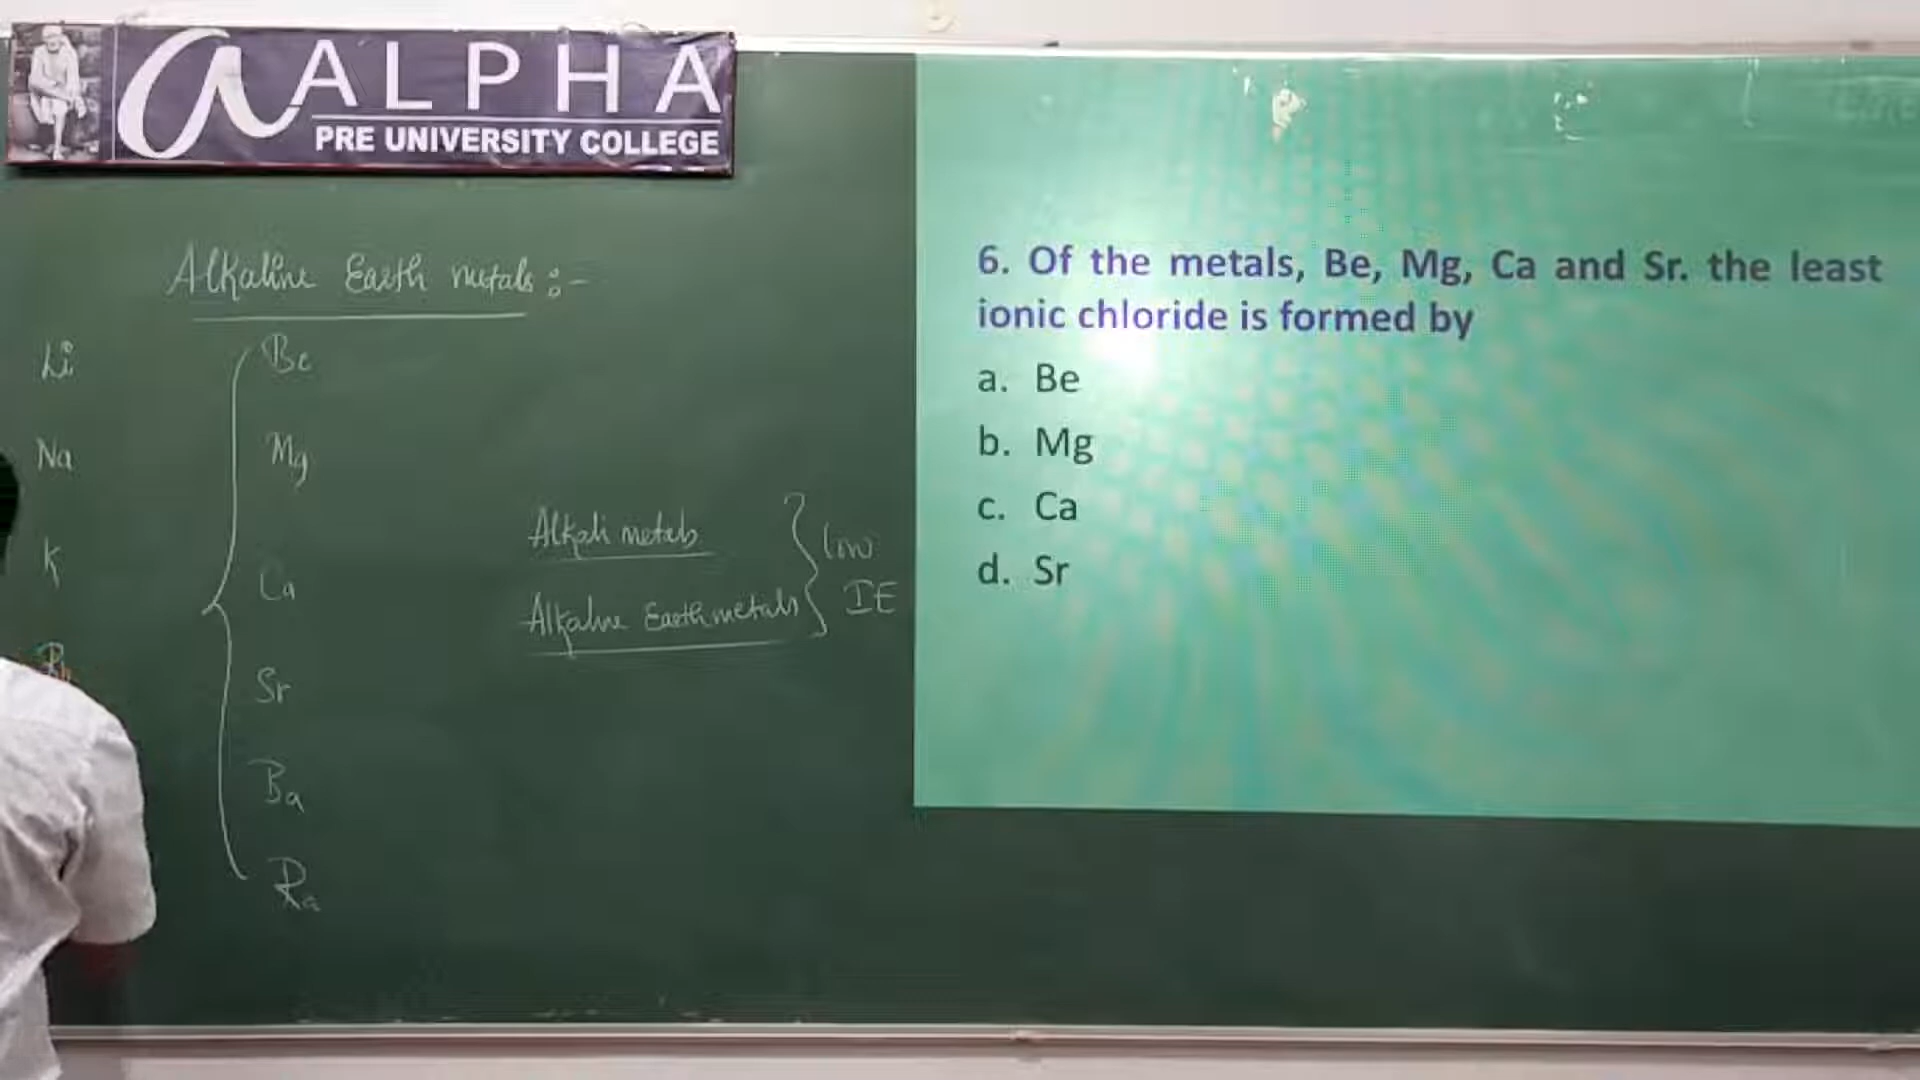 ALPHA
PRE UNIVERSITY COLLEGE
Alkaline Earth metals :-
Li
Be
Na
Mg
K
Ca
Rb
Sr
Ba
Ra
Alkali metals
Alkaline Earth metals
low
IE
6. Of the metals, Be, Mg, Ca and Sr. the least
ionic chloride is formed by
a. Be
b. Mg
c. Ca
d. Sr